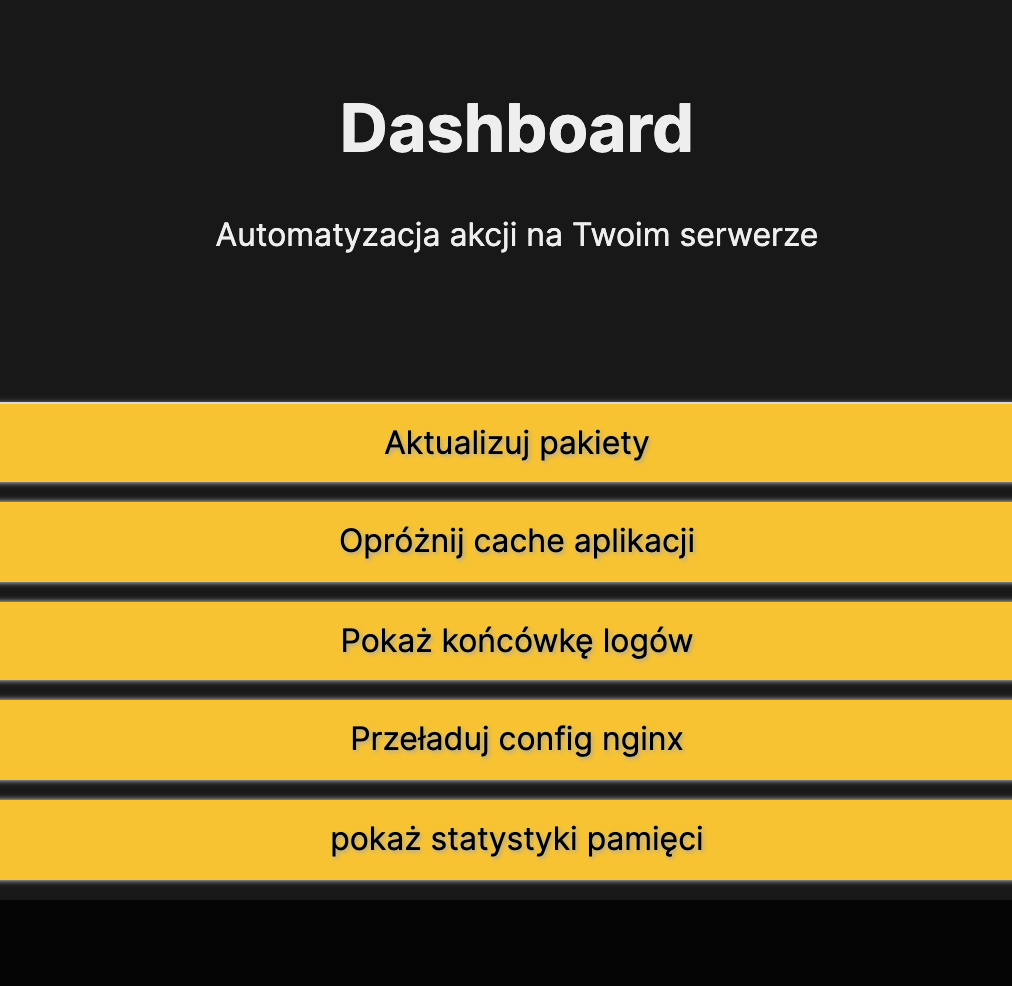 Dashboard
Automatyzacja akcji na Twoim serwerze
Aktualizuj pakiety
Opróżnij cache aplikacji
Pokaż końcówkę logów
Przeładuj config nginx
pokaż statystyki pamięci